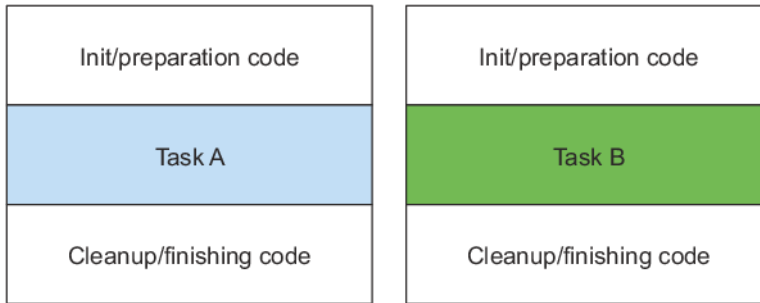 Init/preparation code
Task A
Cleanup/finishing code
Init/preparation code
Task B
Cleanup/finishing code